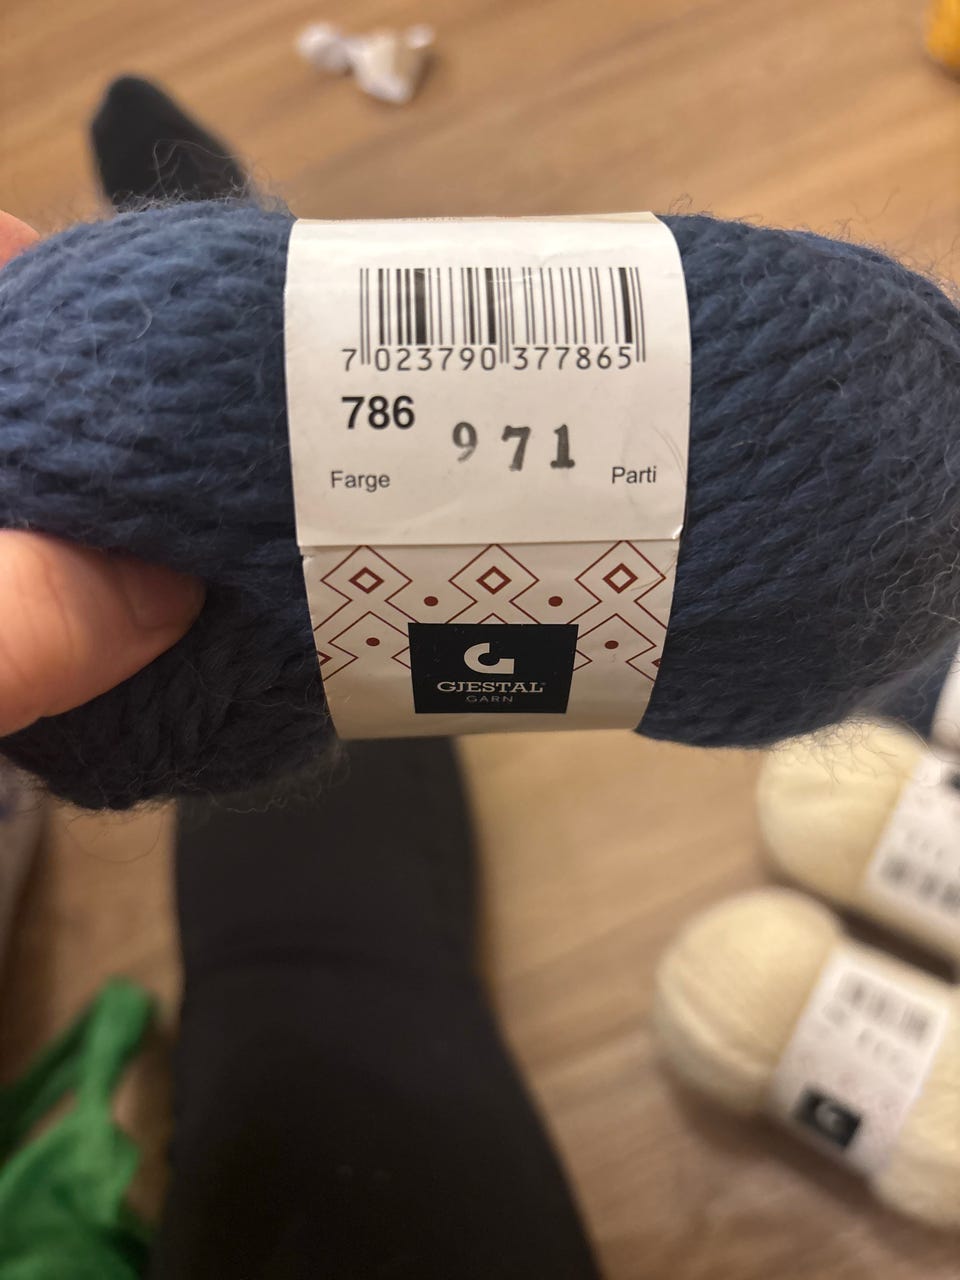 7 023790 377865
786
971
Farge
Parti
GJESTAL
GARN